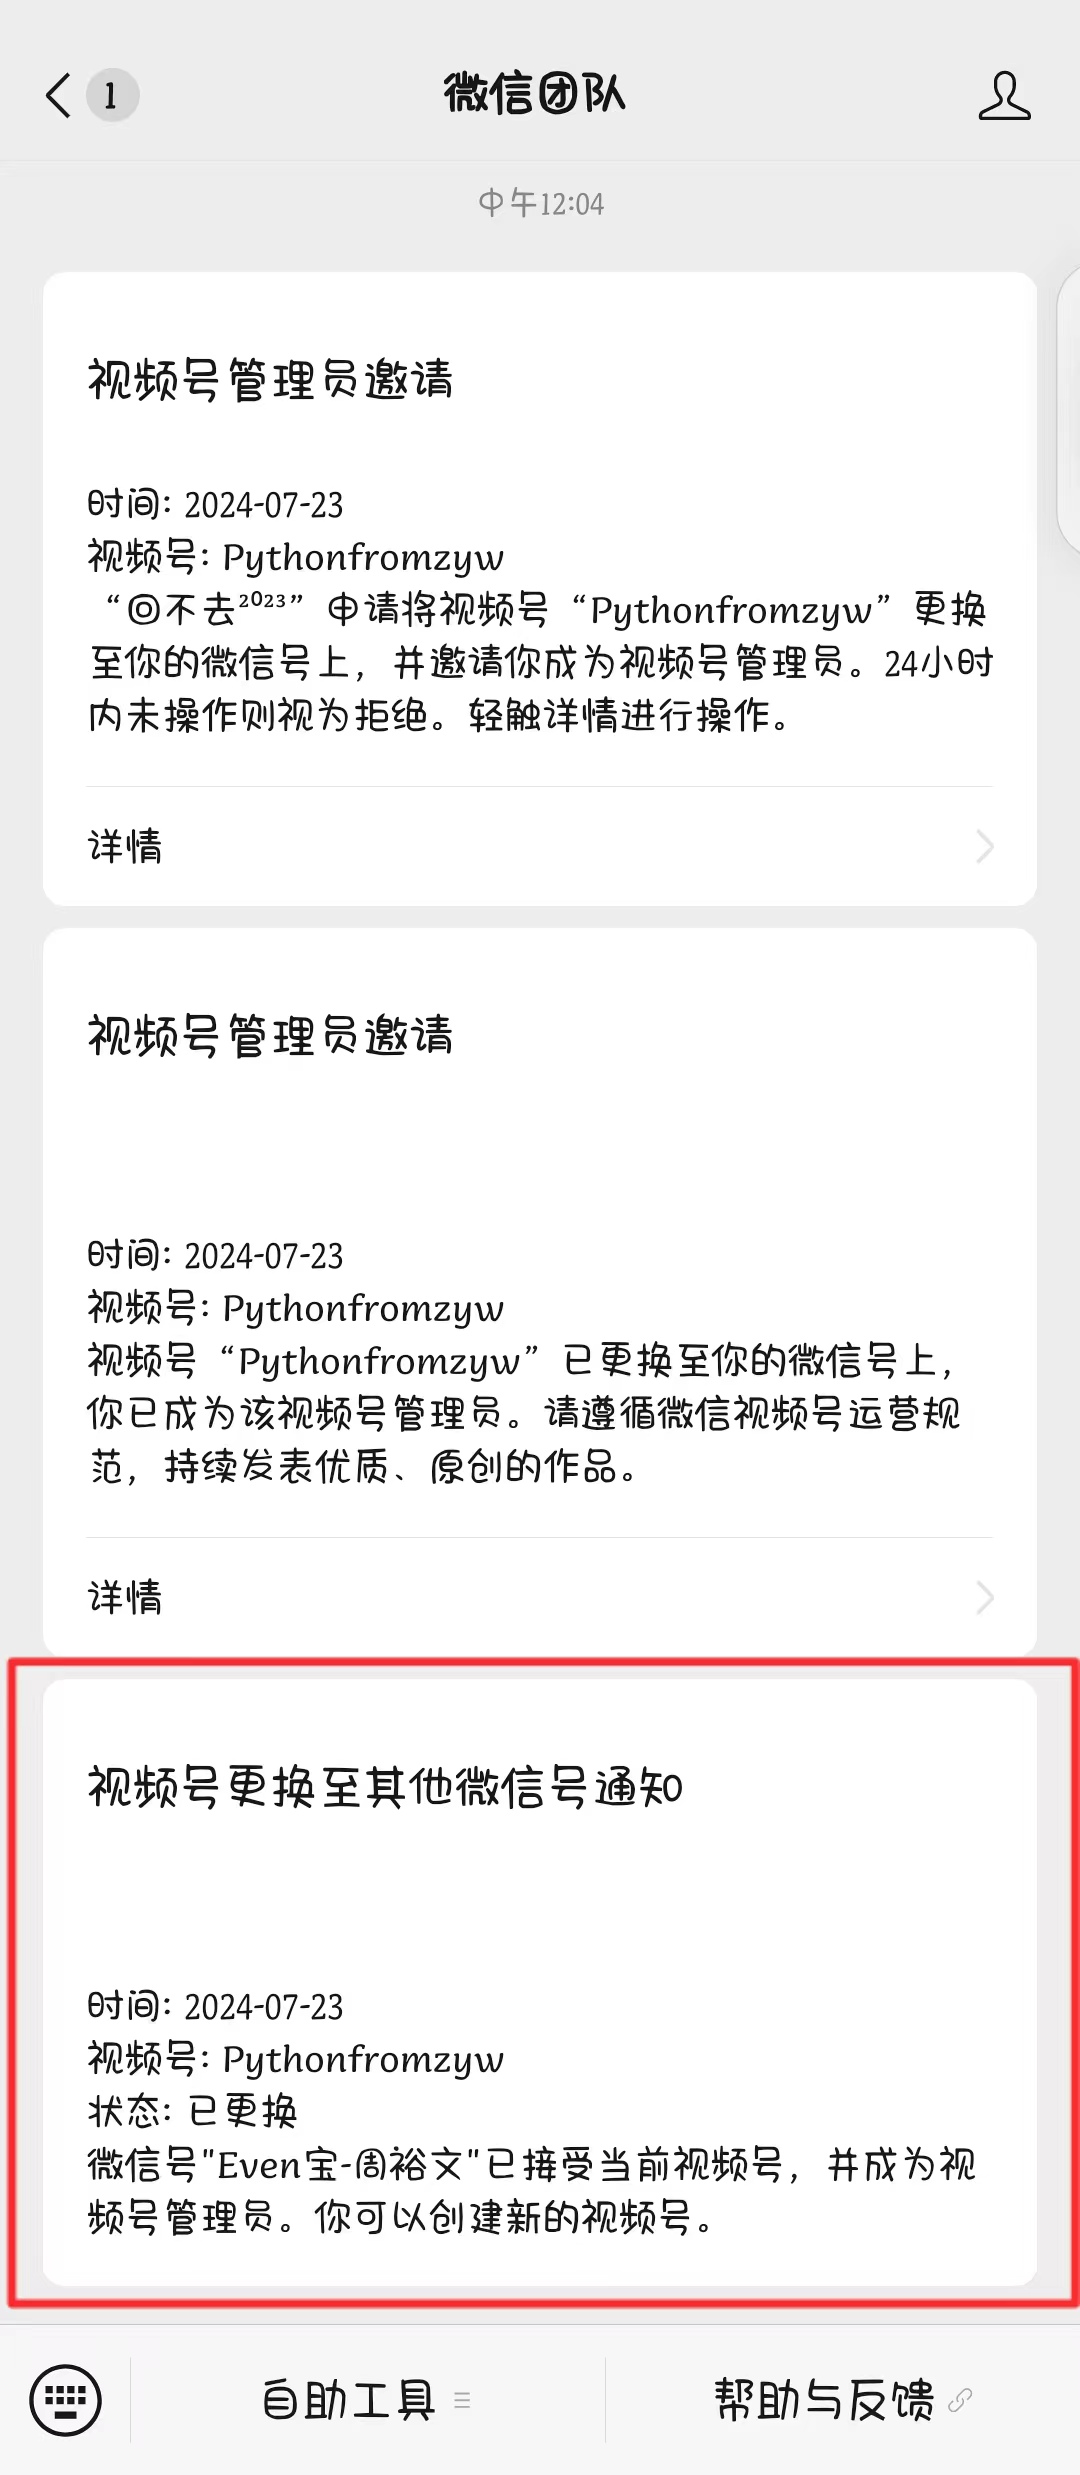 1
微信团队
中午12:04
视频号管理员邀请
时间: 2024-07-23
视频号: Pythonfromzyw
“回不去²⁰²³”申请将视频号“Pythonfromzyw”更换
至你的微信号上，并邀请你成为视频号管理员。24小时
内未操作则视为拒绝。轻触详情进行操作。
详情
视频号管理员邀请
时间: 2024-07-23
视频号: Pythonfromzyw
视频号“Pythonfromzyw”已更换至你的微信号上，
你已成为该视频号管理员。请遵循微信视频号运营规
范，持续发表优质、原创的作品。
详情
视频号更换至其他微信号通知
时间: 2024-07-23
视频号: Pythonfromzyw
状态: 已更换
微信号"Even宝-周裕文"已接受当前视频号，并成为视
频号管理员。你可以创建新的视频号。
自助工具
帮助与反馈